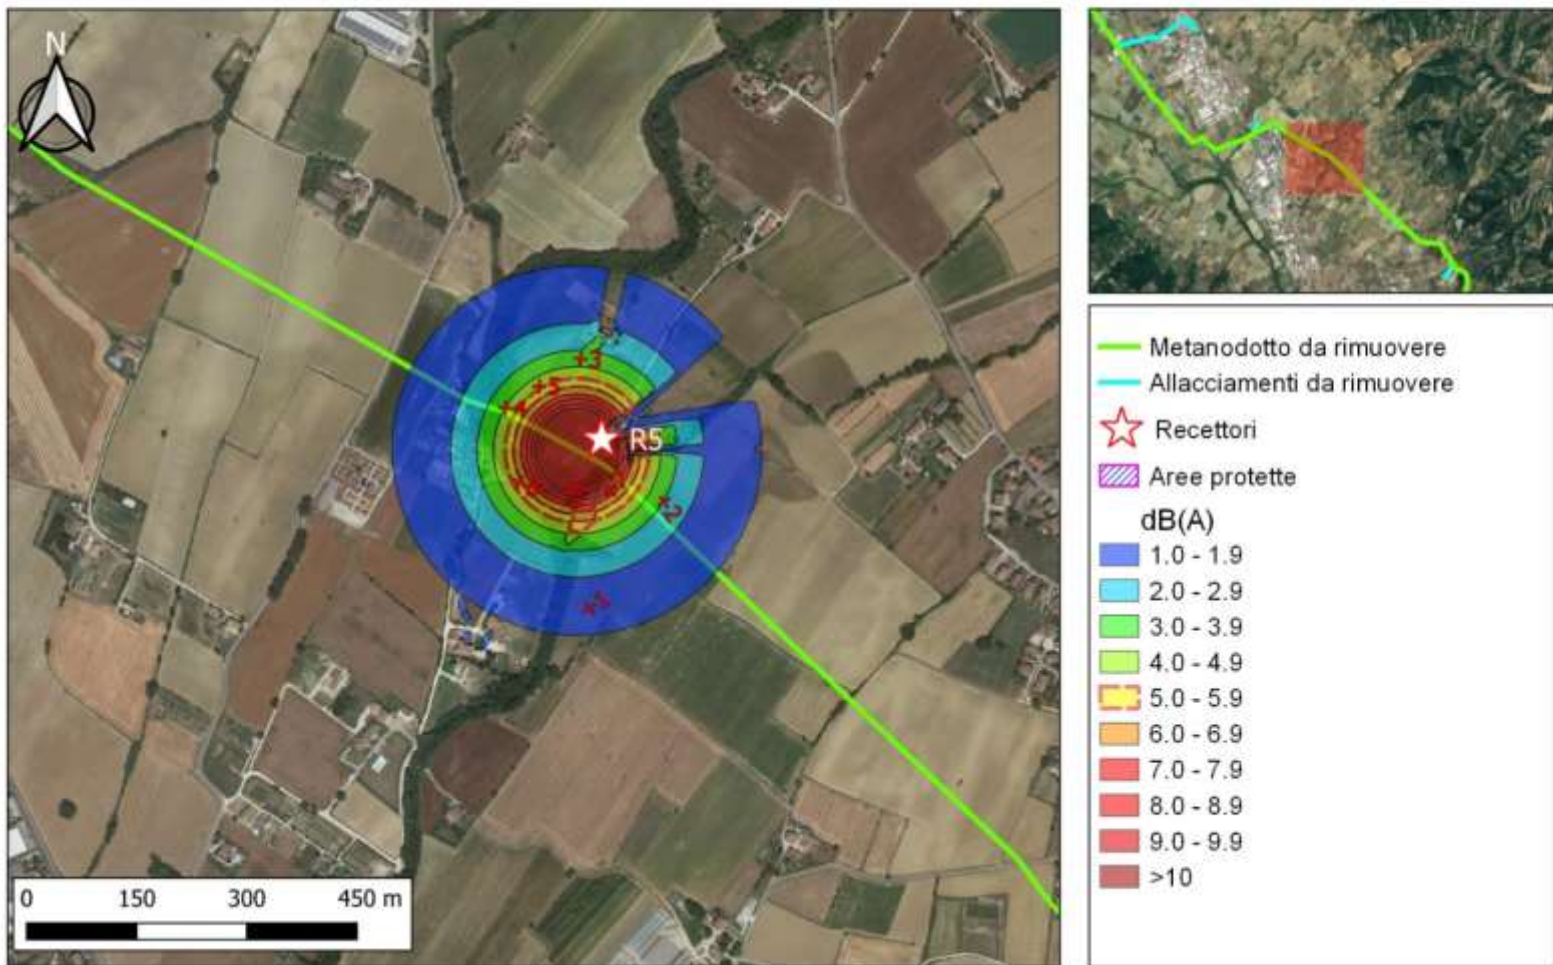 N
+3
+5
+4
R5
+2
+1
0 150 300 450 m
Metanodotto da rimuovere
Allacciamenti da rimuovere
Recettori
Aree protette
dB(A)
1.0 - 1.9
2.0 - 2.9
3.0 - 3.9
4.0 - 4.9
5.0 - 5.9
6.0 - 6.9
7.0 - 7.9
8.0 - 8.9
9.0 - 9.9
>10